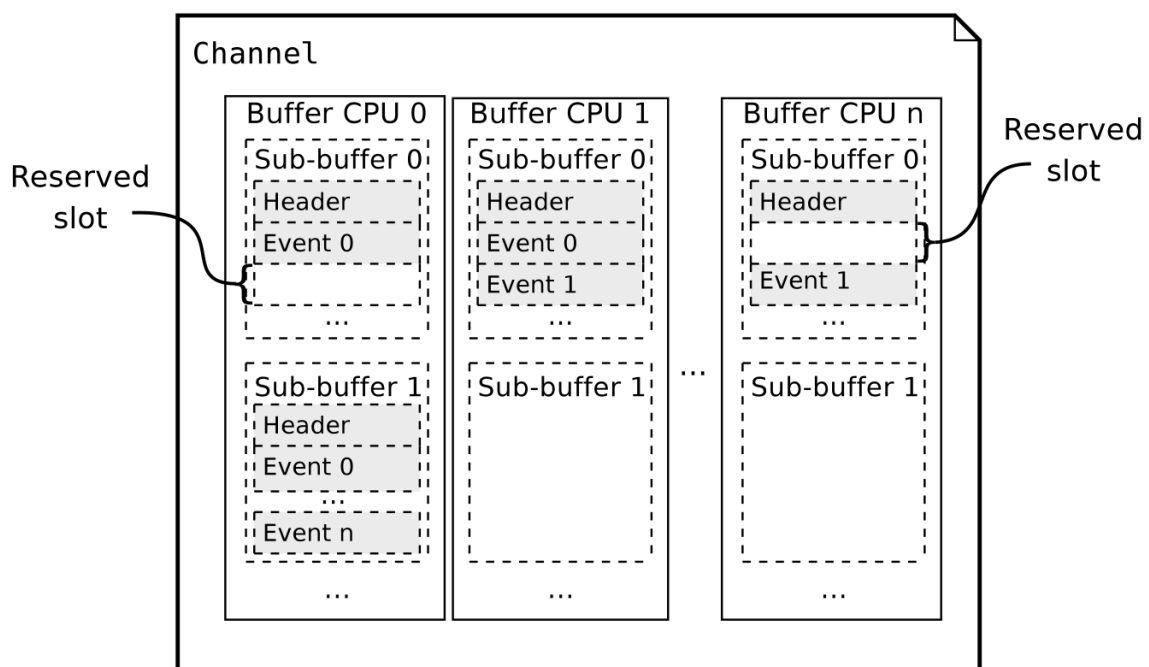 Channel
Reserved
slot
Buffer CPU 0
Sub-buffer 0
Header
Event 0
...
Sub-buffer 1
Header
Event 0
...
Event n
...
Buffer CPU 1
Sub-buffer 0
Header
Event 0
Event 1
...
Sub-buffer 1
...
...
Buffer CPU n
Sub-buffer 0
Header
Event 1
...
Sub-buffer 1
...
Reserved
slot